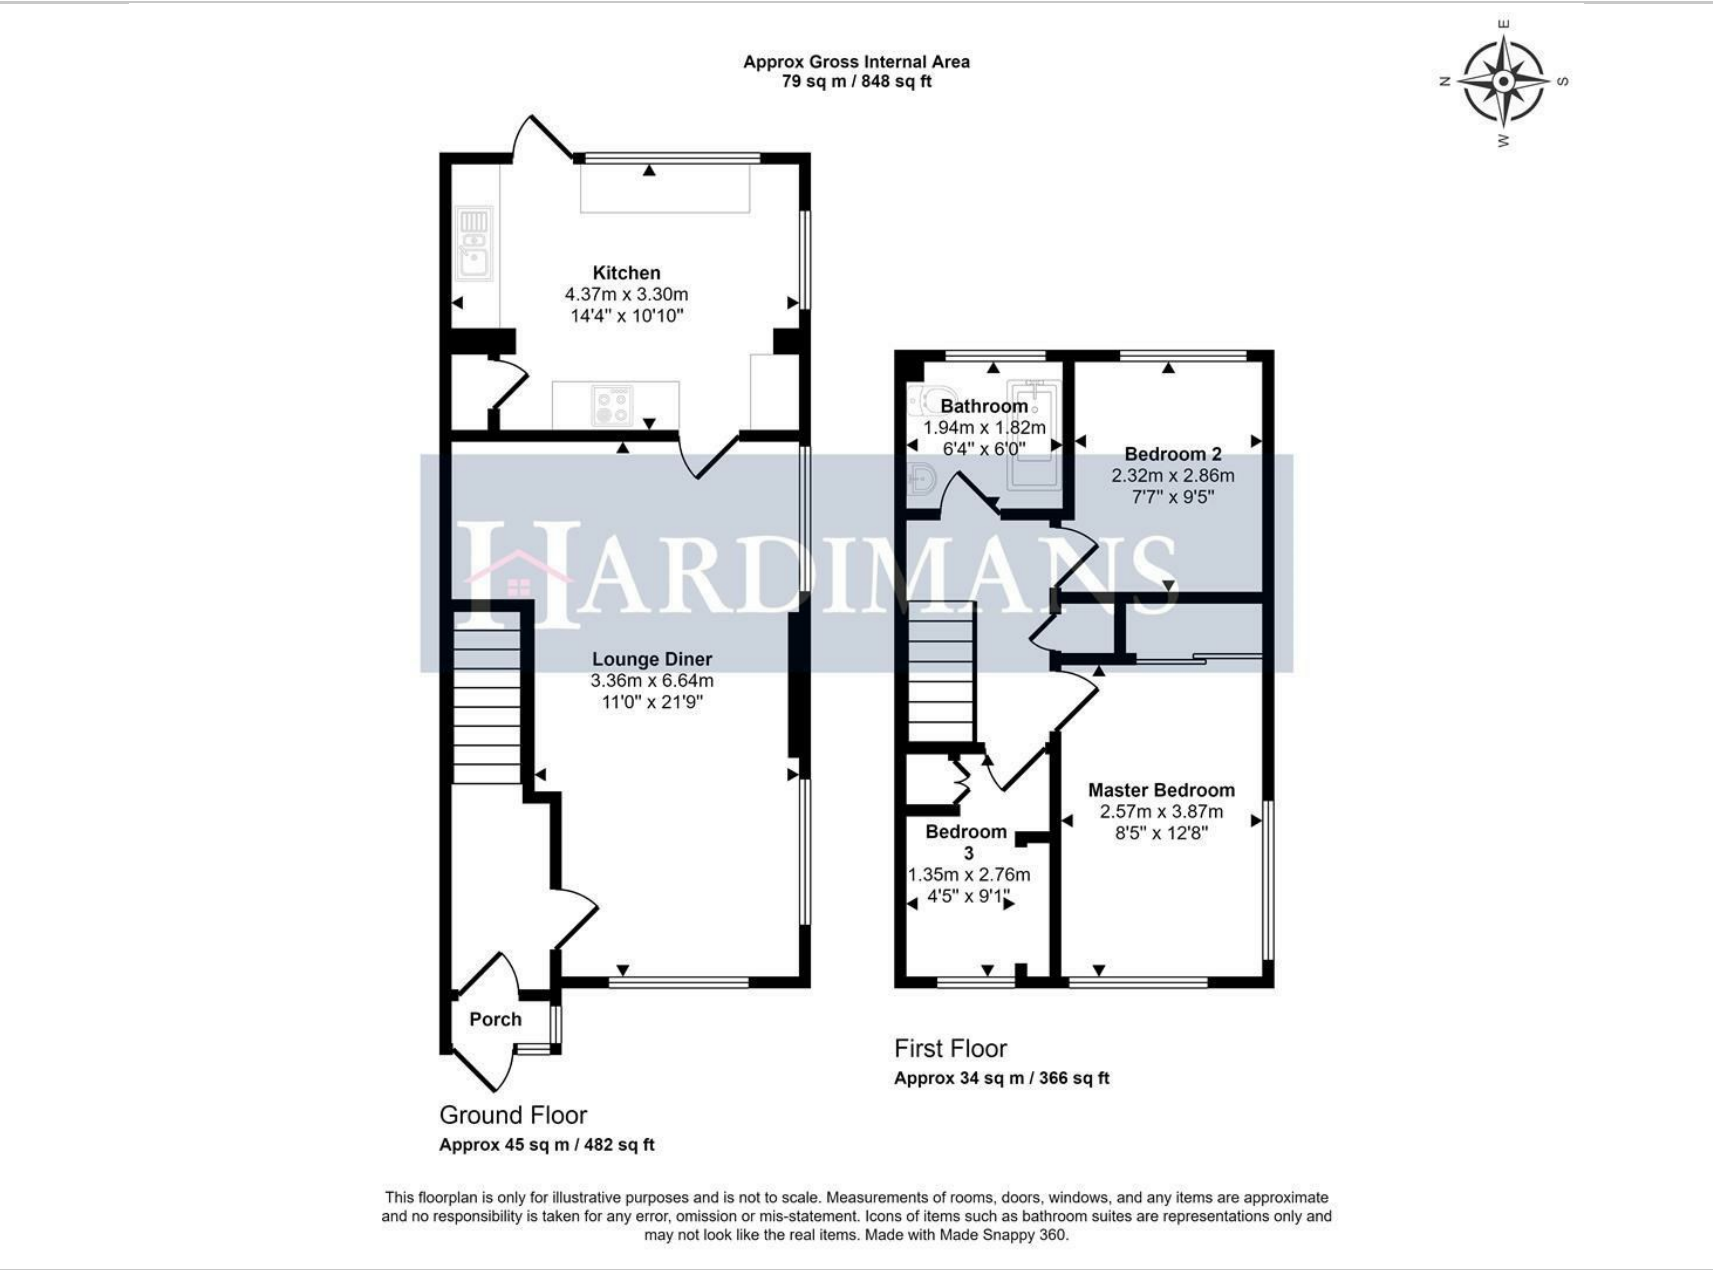 Approx Gross Internal Area
79 sq m / 848 sq ft
E
N
S
W
Kitchen
4.37m x 3.30m
14'4" x 10'10"
Bathroom
1.94m x 1.82m
6'4" x 6'0"
Bedroom 2
2.32m x 2.86m
7'7" x 9'5"
HARDIMANS
Lounge Diner
3.36m x 6.64m
11'0" x 21'9"
Master Bedroom
2.57m x 3.87m
8'5" x 12'8"
Bedroom
3
1.35m x 2.76m
4'5" x 9'1"
Porch
First Floor
Approx 34 sq m / 366 sq ft
Ground Floor
Approx 45 sq m / 482 sq ft
This floorplan is only for illustrative purposes and is not to scale. Measurements of rooms, doors, windows, and any items are approximate
and no responsibility is taken for any error, omission or mis-statement. Icons of items such as bathroom suites are representations only and
may not look like the real items. Made with Made Snappy 360.